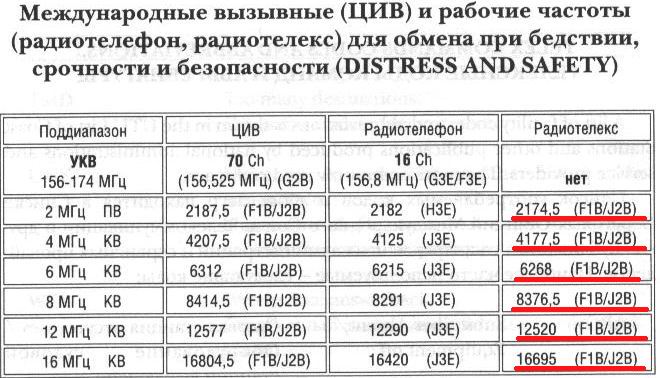 Международные вызывные (ЦИВ) и рабочие частоты
(радиотелефон, радиотелекс) для обмена при бедствии,
срочности и безопасности (DISTRESS AND SAFETY)
Поддиапазон ЦИВ Радиотелефон Радиотелекс
УКВ 70 Ch 16 Ch
156-174 МГц (156,525 МГц) (G2B) (156,8 МГц) (G3E/F3E) нет
2 МГц ПВ 2187,5 (F1B/J2B) 2182 (H3E) 2174,5 (F1B/J2B)
4 МГц КВ 4207,5 (F1B/J2B) 4125 (J3E) 4177,5 (F1B/J2B)
6 МГц КВ 6312 (F1B/J2B) 6215 (J3E) 6268 (F1B/J2B)
8 МГц КВ 8414,5 (F1B/J2B) 8291 (J3E) 8376,5 (F1B/J2B)
12 МГц КВ 12577 (F1B/J2B) 12290 (J3E) 12520 (F1B/J2B)
16 МГц КВ 16804,5 (F1B/J2B) 16420 (J3E) 16695 (F1B/J2B)